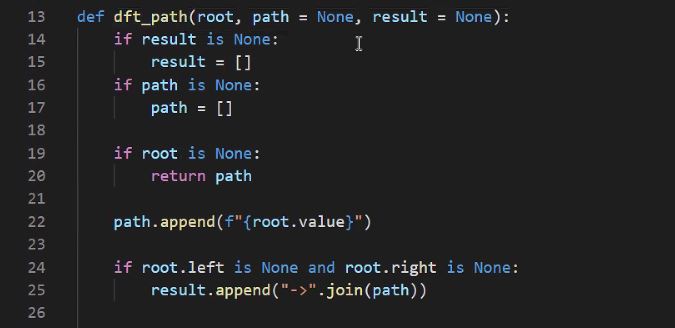 13 def dft_path(root, path = None, result = None):
14 if result is None:
15 result = []
16 if path is None:
17 path = []
18
19 if root is None:
20 return path
21
22 path.append(f"{root.value}")
23
24 if root.left is None and root.right is None:
25 result.append("->".join(path))
26